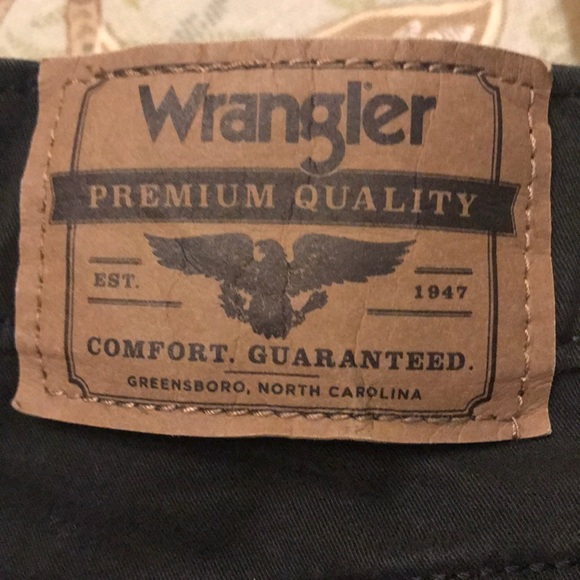 Wrangler
PREMIUM QUALITY
EST. 1947
COMFORT. GUARANTEED.
GREENSBORO, NORTH CAROLINA